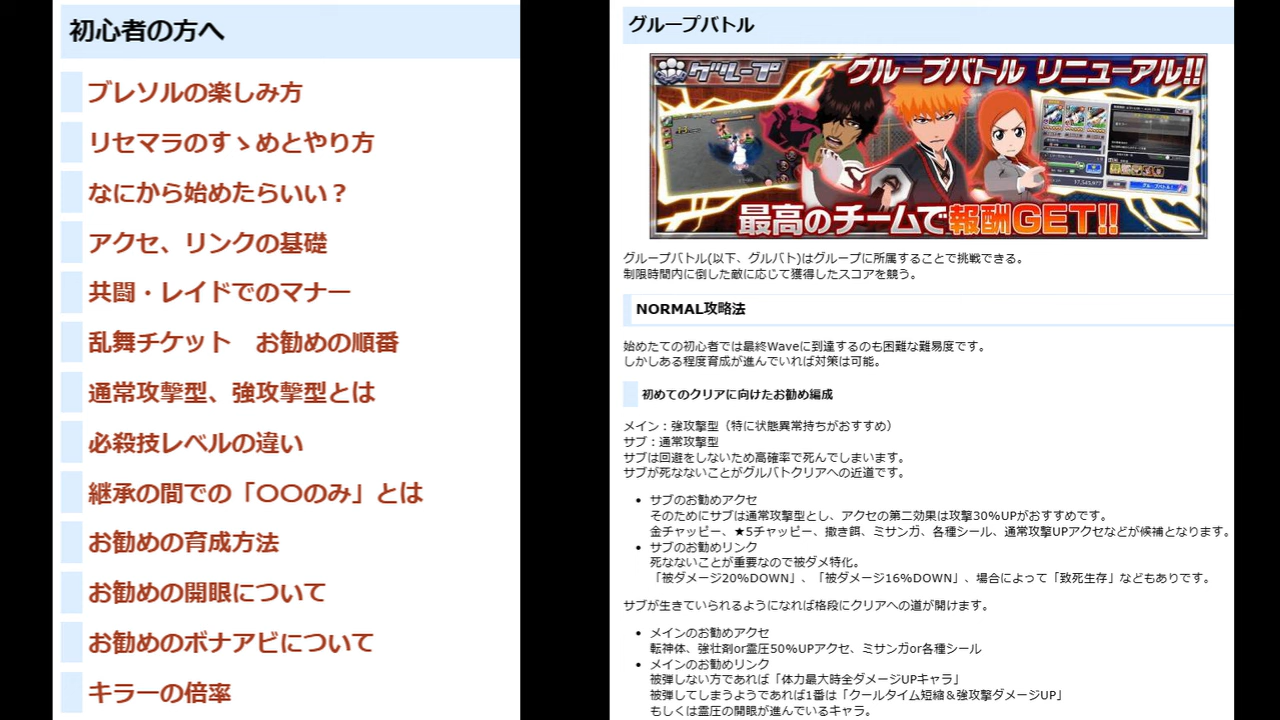 初心者の方へ
ブレソルの楽しみ方
リセマラのすゝめとやり方
なにから始めたらいい？
アクセ、リンクの基礎
共闘・レイドでのマナー
乱舞チケット　お勧めの順番
通常攻撃型、強攻撃型とは
必殺技レベルの違い
継承の間での「〇〇のみ」とは
お勧めの育成方法
お勧めの開眼について
お勧めのボナアビについて
キラーの倍率
グループバトル
グループ
グループバトル リニューアル!!
最高のチームで報酬GET!!
グループバトル(以下、グルバト)はグループに所属することで挑戦できる。
制限時間内に倒した敵に応じて獲得したスコアを競う。
NORMAL攻略法
始めたての初心者では最終Waveに到達するのも困難な難易度です。
しかしある程度育成が進んでいれば対策は可能。
初めてのクリアに向けたお勧め編成
メイン：強攻撃型（特に状態異常持ちがおすすめ）
サブ：通常攻撃型
サブは回避をしないため高確率で死んでしまいます。
サブが死なないことがグルバトクリアへの近道です。
• サブのお勧めアクセ
そのためにサブは通常攻撃型とし、アクセの第二効果は攻撃30%UPがおすすめです。
金チャッピー、★5チャッピー、撒き餌、ミサンガ、各種シール、通常攻撃UPアクセなどが候補となります。
• サブのお勧めリンク
死なないことが重要なので被ダメ特化。
「被ダメージ20%DOWN」、「被ダメージ16%DOWN」、場合によって「致死生存」などもありです。
サブが生きていられるようになれば格段にクリアへの道が開けます。
• メインのお勧めアクセ
転神体、強壮剤or霊圧50%UPアクセ、ミサンガor各種シール
• メインのお勧めリンク
被弾しない方であれば「体力最大時全ダメージUPキャラ」
被弾してしまうようであれば1番は「クールタイム短縮＆強攻撃ダメージUP」
もしくは霊圧の開眼が進んでいるキャラ。